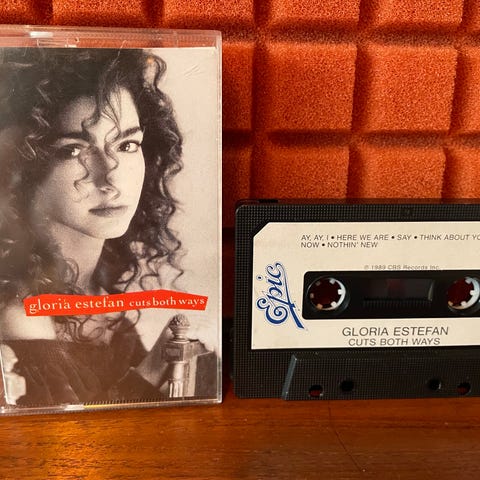 gloria estefan cuts both ways
AY, AY, I • HERE WE ARE • SAY • THINK ABOUT
NOW • NOTHIN' NEW
© 1989 CBS Records Inc.
Epic
GLORIA ESTEFAN
CUTS BOTH WAYS